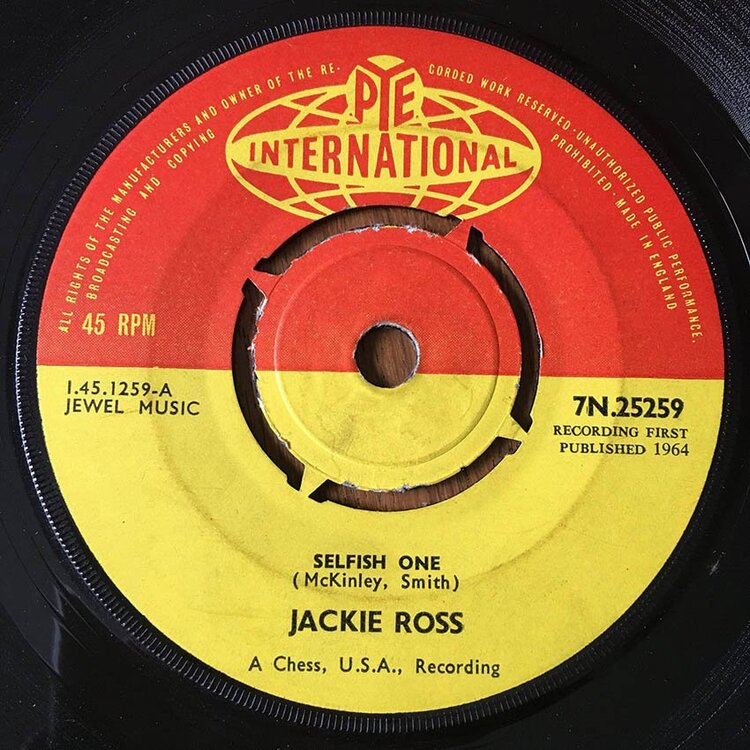 ALL RIGHTS OF THE MANUFACTURERS AND OWNER OF THE RE-
CORDED WORK RESERVED·UNAUTHORIZED PUBLIC PERFORMANCE.
BROADCASTING AND COPYING
PROHIBITED·MADE IN ENGLAND
PYE
INTERNATIONAL
45 RPM
1.45.1259-A
JEWEL MUSIC
7N.25259
RECORDING FIRST
PUBLISHED 1964
SELFISH ONE
(McKinley, Smith)
JACKIE ROSS
A Chess, U.S.A., Recording